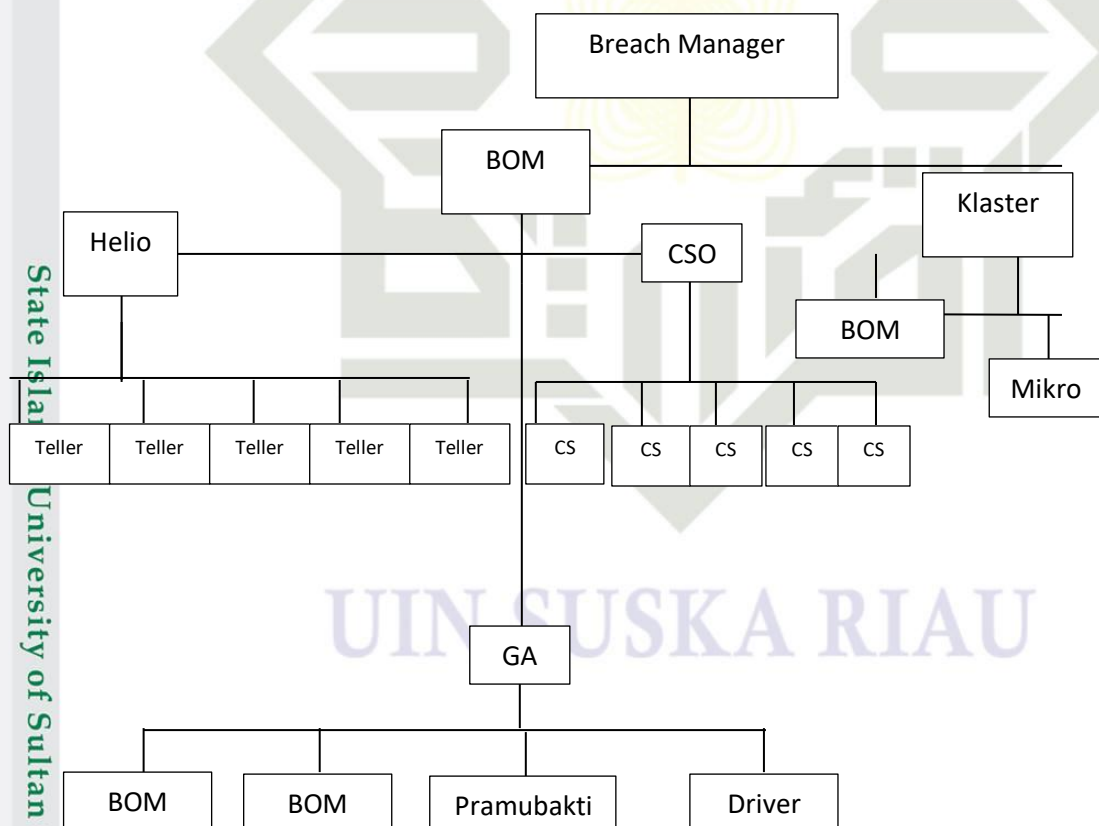 Breach Manager
BOM
Klaster
Helio
CSO
BOM
Mikro
Teller
Teller
Teller
Teller
Teller
CS
CS
CS
CS
CS
GA
BOM
BOM
Pramubakti
Driver
UIN SUSKA RIAU
State Islamic University of Sultan